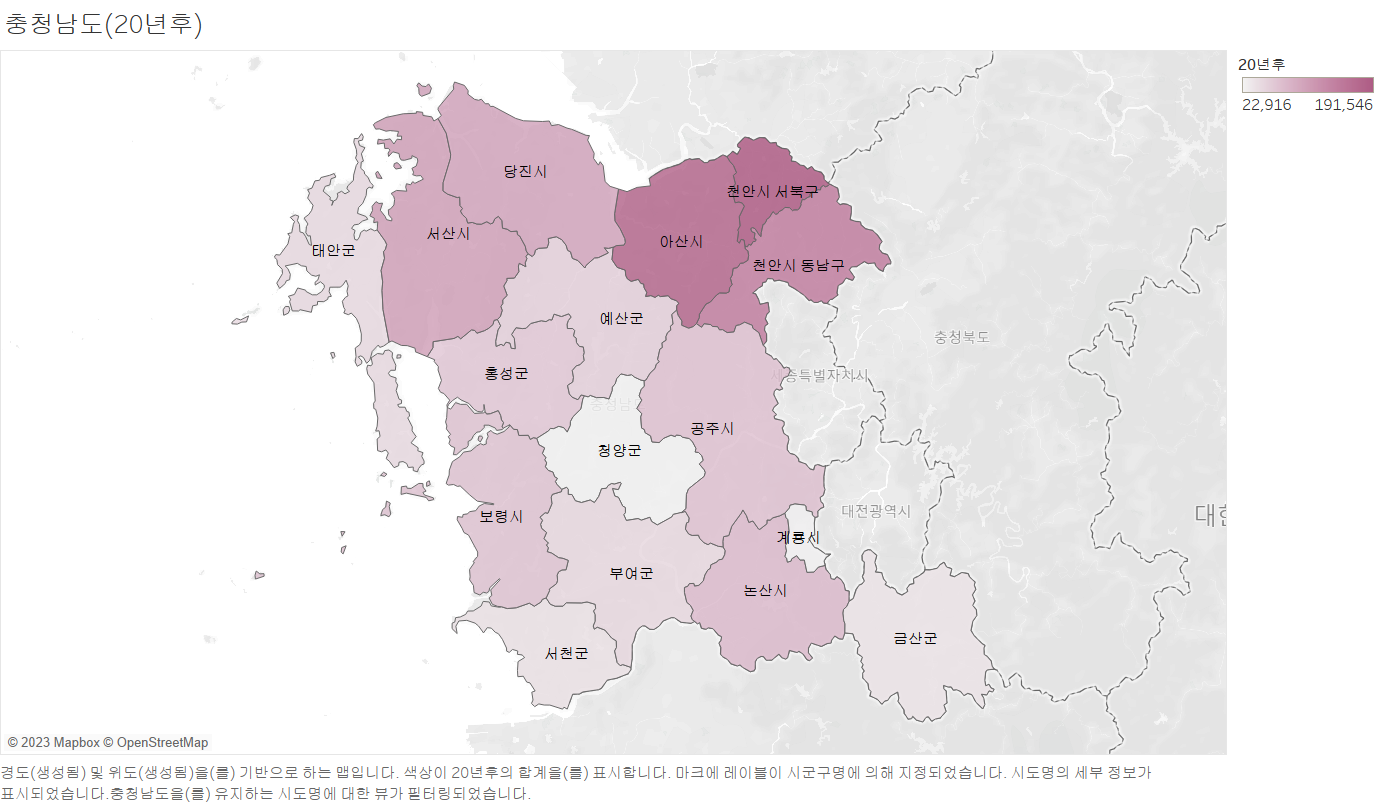 충청남도(20년후)
20년후
22,916 191,546
당진시
천안시 서북구
서산시
아산시
태안군
천안시 동남구
예산군
충청북도
홍성군
세종특별자치시
충청남도
공주시
청양군
대전광역시
대한
보령시
계룡시
부여군
논산시
금산군
서천군
© 2023 Mapbox © OpenStreetMap
경도(생성됨) 및 위도(생성됨)을(를) 기반으로 하는 맵입니다. 색상이 20년후의 합계을(를) 표시합니다. 마크에 레이블이 시군구명에 의해 지정되었습니다. 시도명의 세부 정보가
표시되었습니다.충청남도을(를) 유지하는 시도명에 대한 뷰가 필터링되었습니다.